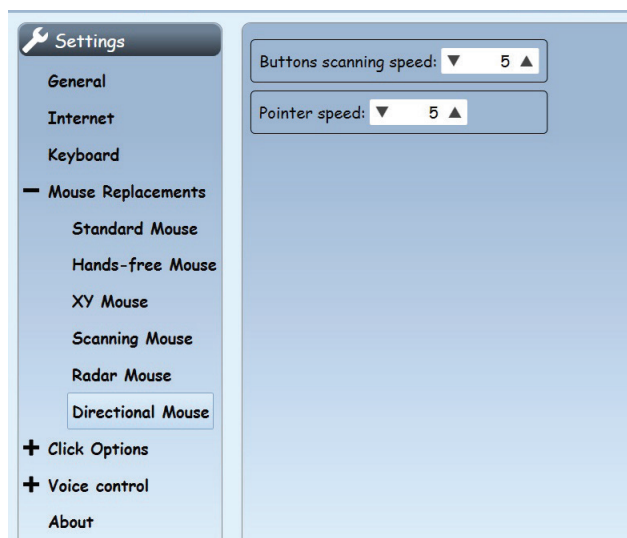 Settings
General
Internet
Keyboard
Mouse Replacements
Standard Mouse
Hands-free Mouse
XY Mouse
Scanning Mouse
Radar Mouse
Directional Mouse
Click Options
Voice control
About
Buttons scanning speed: 5
Pointer speed: 5